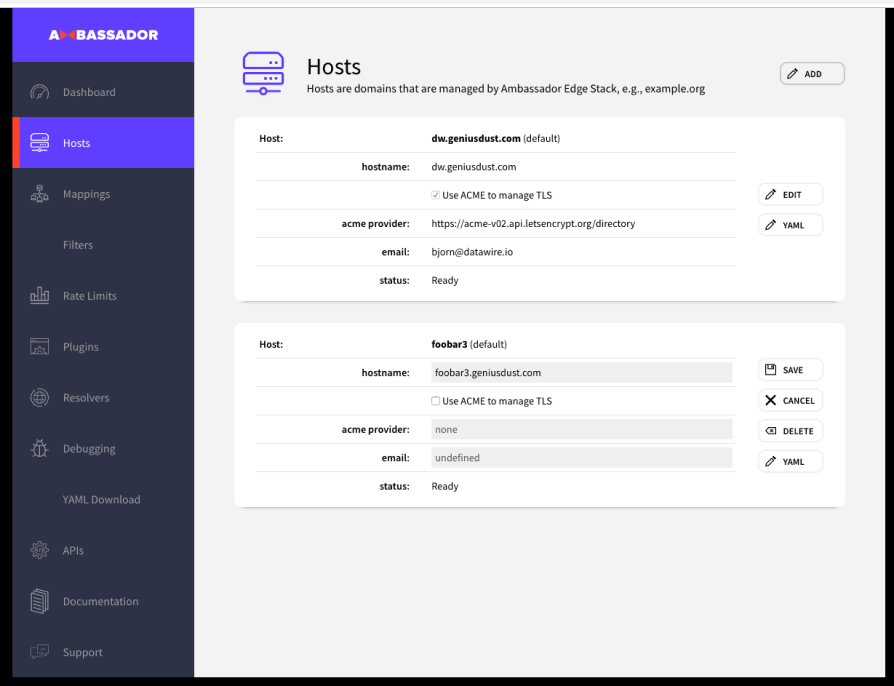 AMBASSADOR
Dashboard
Hosts
Mappings
Filters
Rate Limits
Plugins
Resolvers
Debugging
YAML Download
APIs
Documentation
Support
Hosts
Hosts are domains that are managed by Ambassador Edge Stack, e.g., example.org
ADD
Host: dw.geniusdust.com (default)
hostname: dw.geniusdust.com
Use ACME to manage TLS
acme provider: https://acme-v02.api.letsencrypt.org/directory
email: bjorn@datawire.io
status: Ready
EDIT
YAML
Host: foobar3 (default)
hostname: foobar3.geniusdust.com
Use ACME to manage TLS
acme provider: none
email: undefined
status: Ready
SAVE
CANCEL
DELETE
YAML